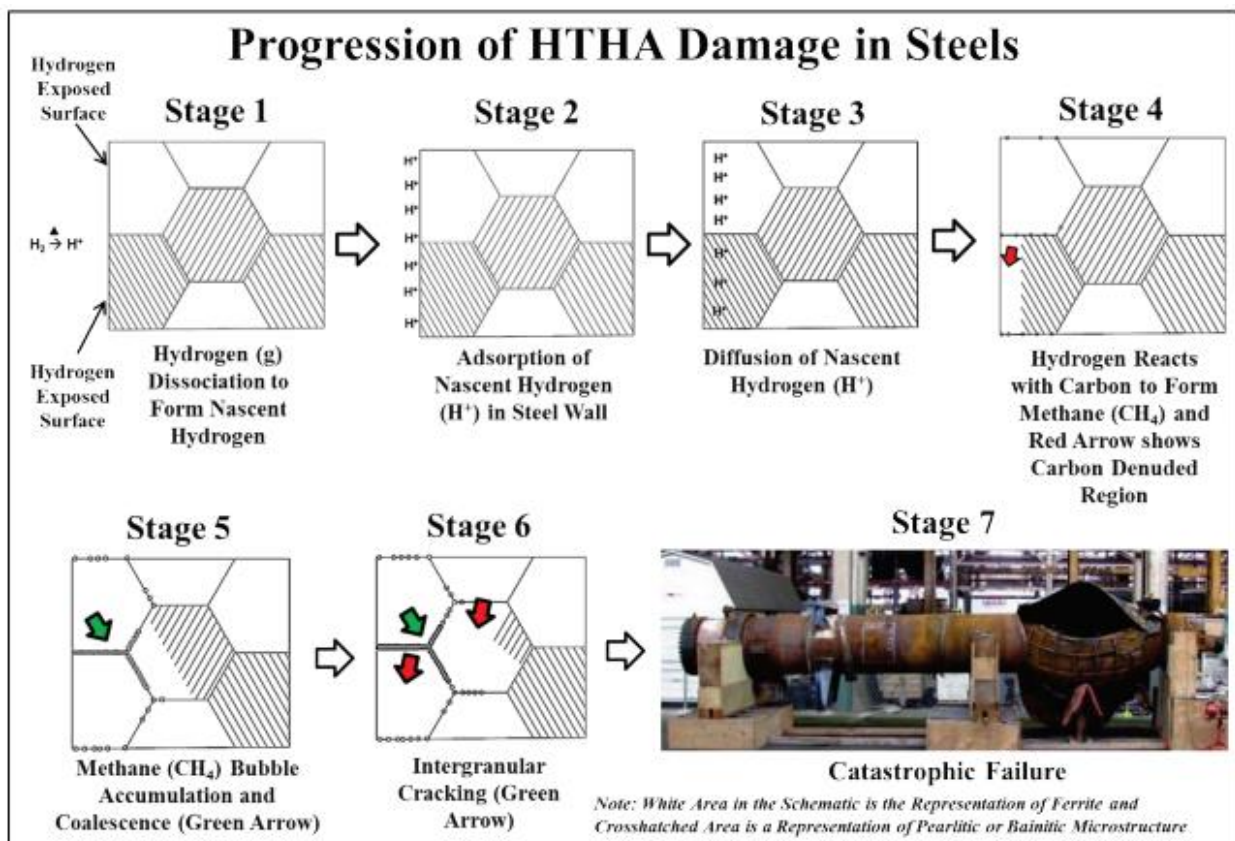 Progression of HTHA Damage in Steels
Hydrogen
Exposed
Surface
Stage 1
H₂ → H⁺
▲
Hydrogen
Exposed
Surface
Hydrogen (g)
Dissociation to
Form Nascent
Hydrogen
Stage 2
H⁺
H⁺
H⁺
H⁺
H⁺
H⁺
H⁺
Adsorption of
Nascent Hydrogen
(H⁺) in Steel Wall
Stage 3
H⁺
H⁺
H⁺
H⁺
H⁺
H⁺
H⁺
Diffusion of Nascent
Hydrogen (H⁺)
Stage 4
Hydrogen Reacts
with Carbon to Form
Methane (CH₄) and
Red Arrow shows
Carbon Denuded
Region
Stage 5
Methane (CH₄) Bubble
Accumulation and
Coalescence (Green Arrow)
Stage 6
Intergranular
Cracking (Green
Arrow)
Stage 7
Catastrophic Failure
Note: White Area in the Schematic is the Representation of Ferrite and
Crosshatched Area is a Representation of Pearlitic or Bainitic Microstructure